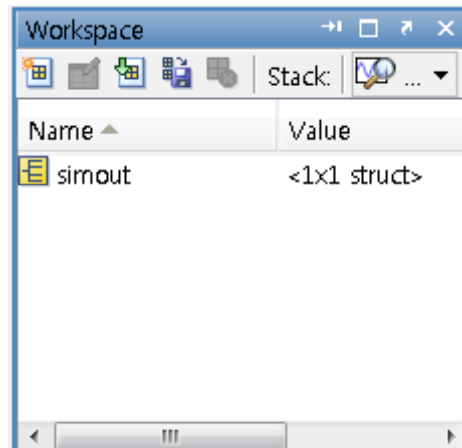 Workspace
Stack: ...
Name Value
simout <1x1 struct>